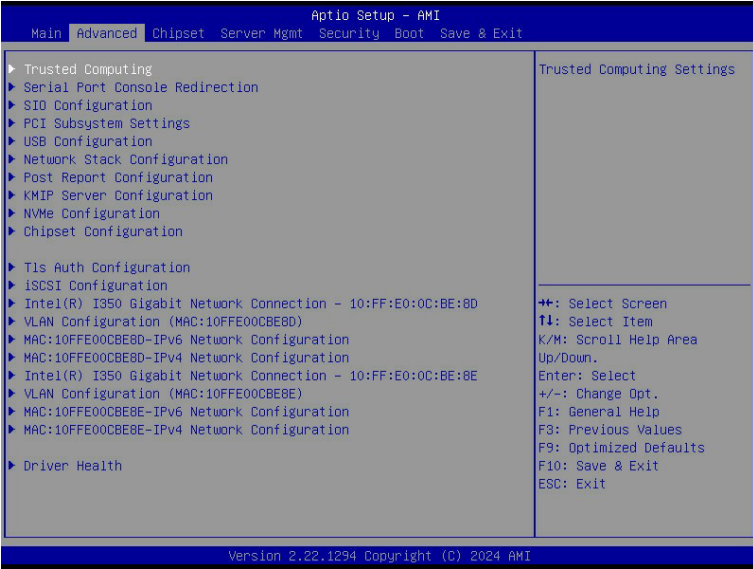 Aptio Setup – AMI
Main Advanced Chipset Server Mgmt Security Boot Save & Exit
Trusted Computing
Serial Port Console Redirection
SIO Configuration
PCI Subsystem Settings
USB Configuration
Network Stack Configuration
Post Report Configuration
KMIP Server Configuration
NVMe Configuration
Chipset Configuration
Tls Auth Configuration
iSCSI Configuration
Intel(R) I350 Gigabit Network Connection – 10:FF:E0:0C:BE:8D
VLAN Configuration (MAC:10FFE00CBE8D)
MAC:10FFE00CBE8D-IPv6 Network Configuration
MAC:10FFE00CBE8D-IPv4 Network Configuration
Intel(R) I350 Gigabit Network Connection – 10:FF:E0:0C:BE:8E
VLAN Configuration (MAC:10FFE00CBE8E)
MAC:10FFE00CBE8E-IPv6 Network Configuration
MAC:10FFE00CBE8E-IPv4 Network Configuration
Driver Health
Trusted Computing Settings
→←: Select Screen
↑↓: Select Item
K/M: Scroll Help Area
Up/Down.
Enter: Select
+/-: Change Opt.
F1: General Help
F3: Previous Values
F9: Optimized Defaults
F10: Save & Exit
ESC: Exit
Version 2.22.1294 Copyright (C) 2024 AMI